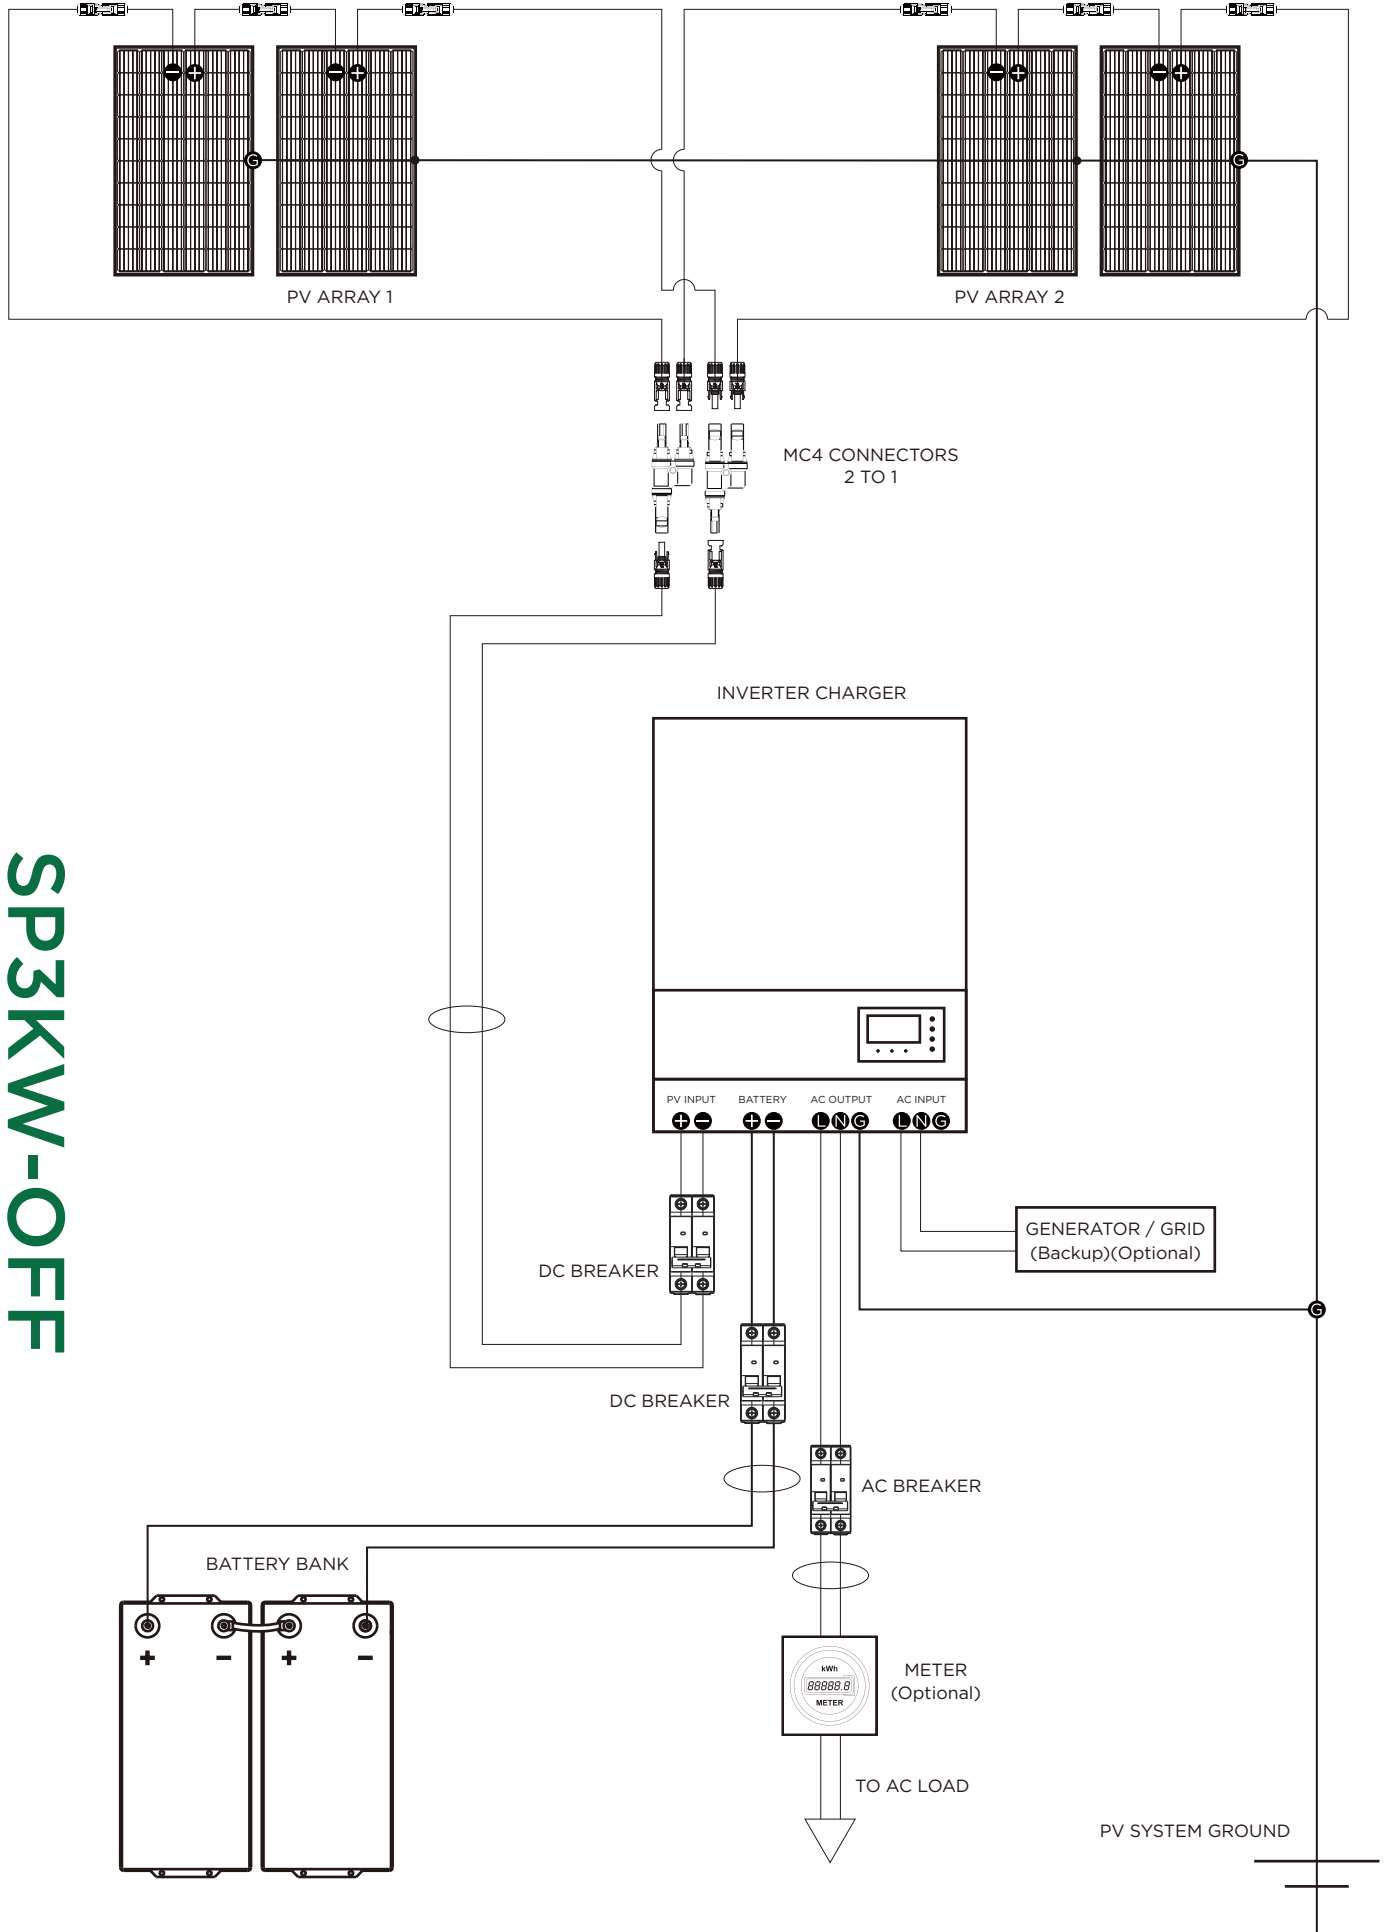 PV ARRAY 1
PV ARRAY 2
G
G
MC4 CONNECTORS
2 TO 1
INVERTER CHARGER
SP3KW-OFF
PV INPUT
BATTERY
AC OUTPUT
AC INPUT
+ −
+ −
L N G
L N G
GENERATOR / GRID
(Backup)(Optional)
DC BREAKER
G
DC BREAKER
AC BREAKER
BATTERY BANK
+ − + −
kWh
88888.8
METER
METER
(Optional)
TO AC LOAD
PV SYSTEM GROUND